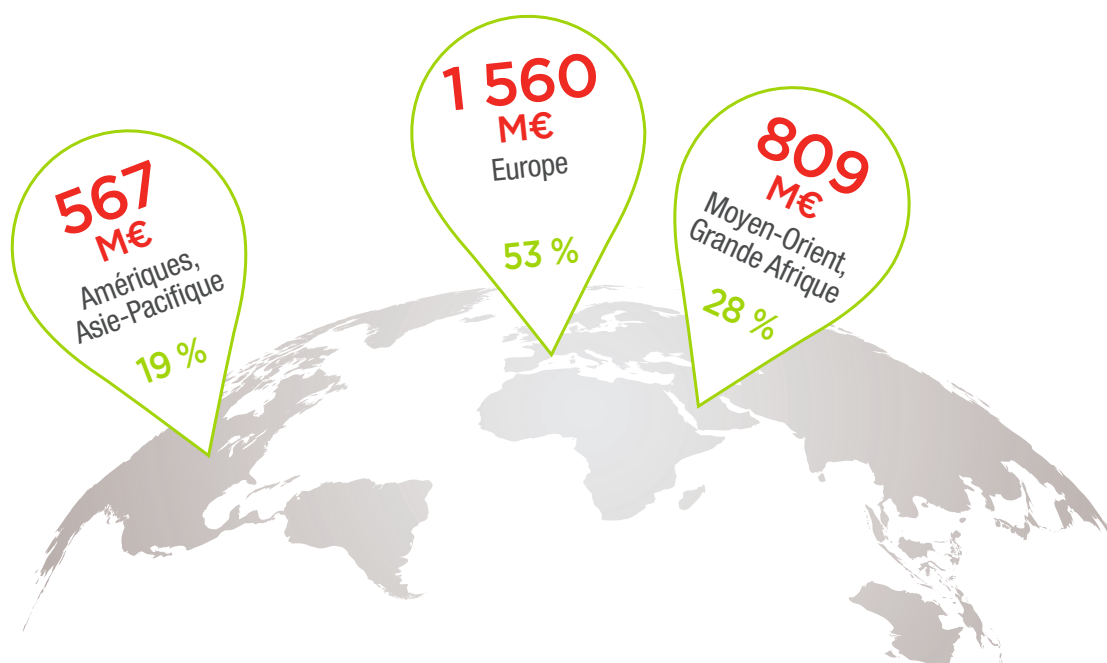 567
M€
Amériques,
Asie-Pacifique
19 %
1 560
M€
Europe
53 %
809
M€
Moyen-Orient,
Grande Afrique
28 %